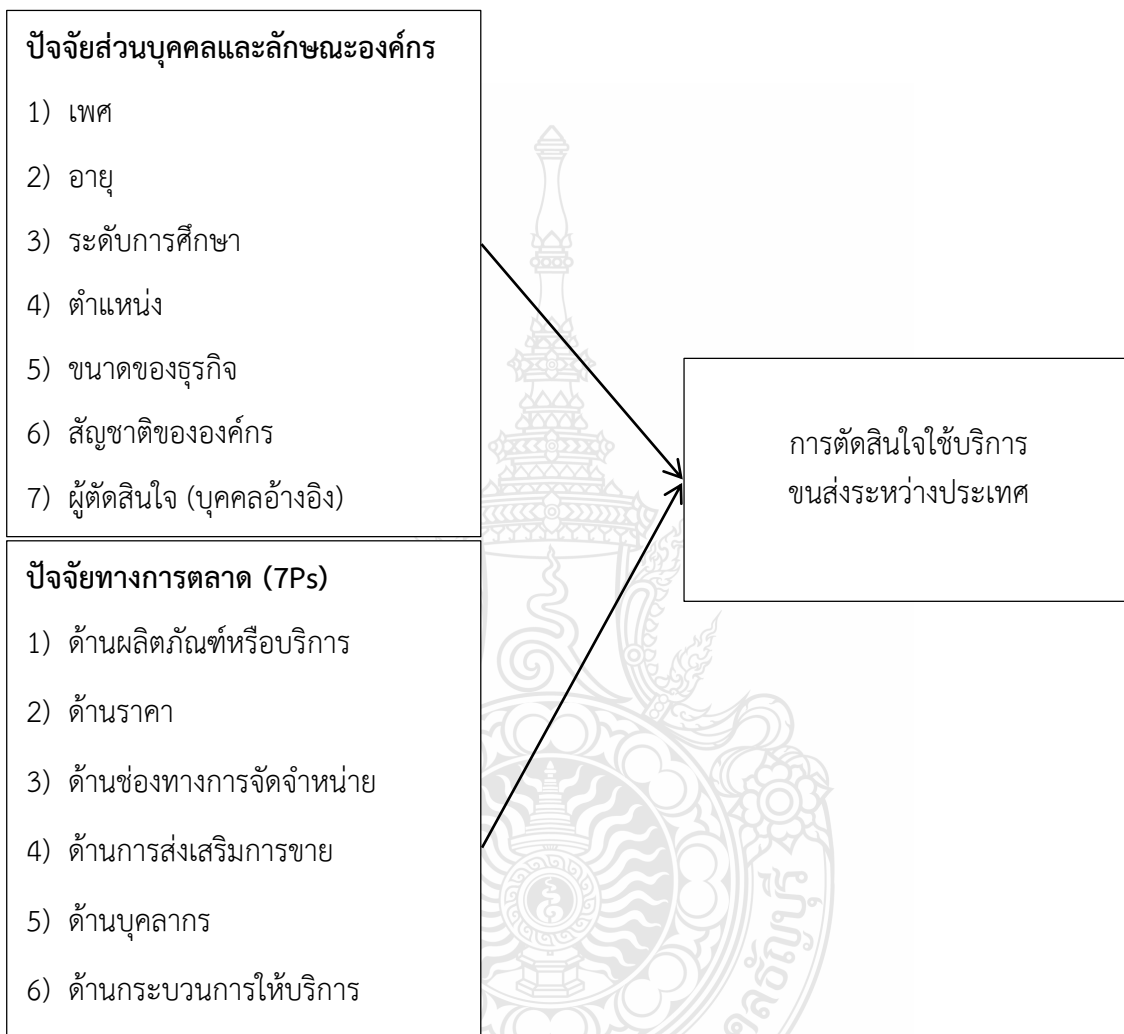 ปัจจัยส่วนบุคคลและลักษณะองค์กร
1) เพศ
2) อายุ
3) ระดับการศึกษา
4) ตำแหน่ง
5) ขนาดของธุรกิจ
6) สัญชาติขององค์กร
7) ผู้ตัดสินใจ (บุคคลอ้างอิง)
ปัจจัยทางการตลาด (7Ps)
1) ด้านผลิตภัณฑ์หรือบริการ
2) ด้านราคา
3) ด้านช่องทางการจัดจำหน่าย
4) ด้านการส่งเสริมการขาย
5) ด้านบุคลากร
6) ด้านกระบวนการให้บริการ
การตัดสินใจใช้บริการ
ขนส่งระหว่างประเทศ